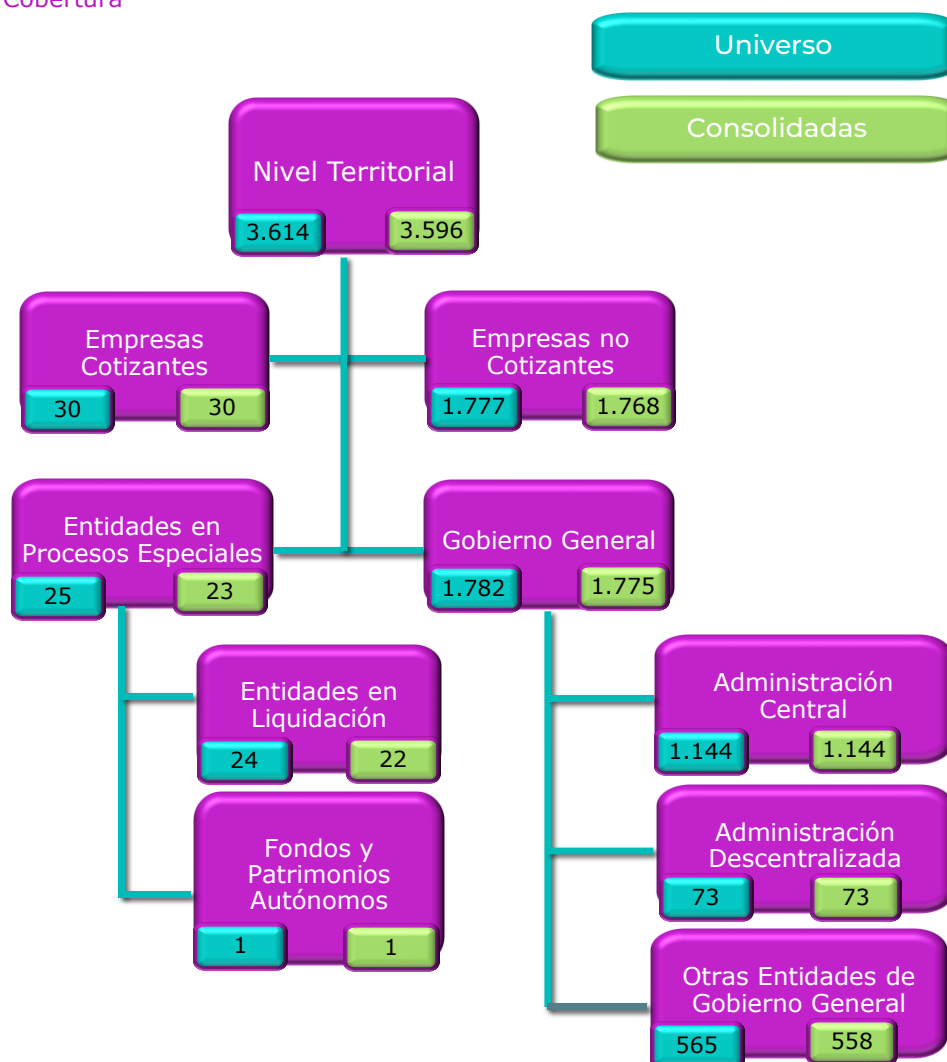 Cobertura
Universo
Consolidadas
Nivel Territorial
3.614
3.596
Empresas
Cotizantes
30
30
Empresas no
Cotizantes
1.777
1.768
Entidades en
Procesos Especiales
25
23
Gobierno General
1.782
1.775
Entidades en
Liquidación
24
22
Fondos y
Patrimonios
Autónomos
1
1
Administración
Central
1.144
1.144
Administración
Descentralizada
73
73
Otras Entidades de
Gobierno General
565
558